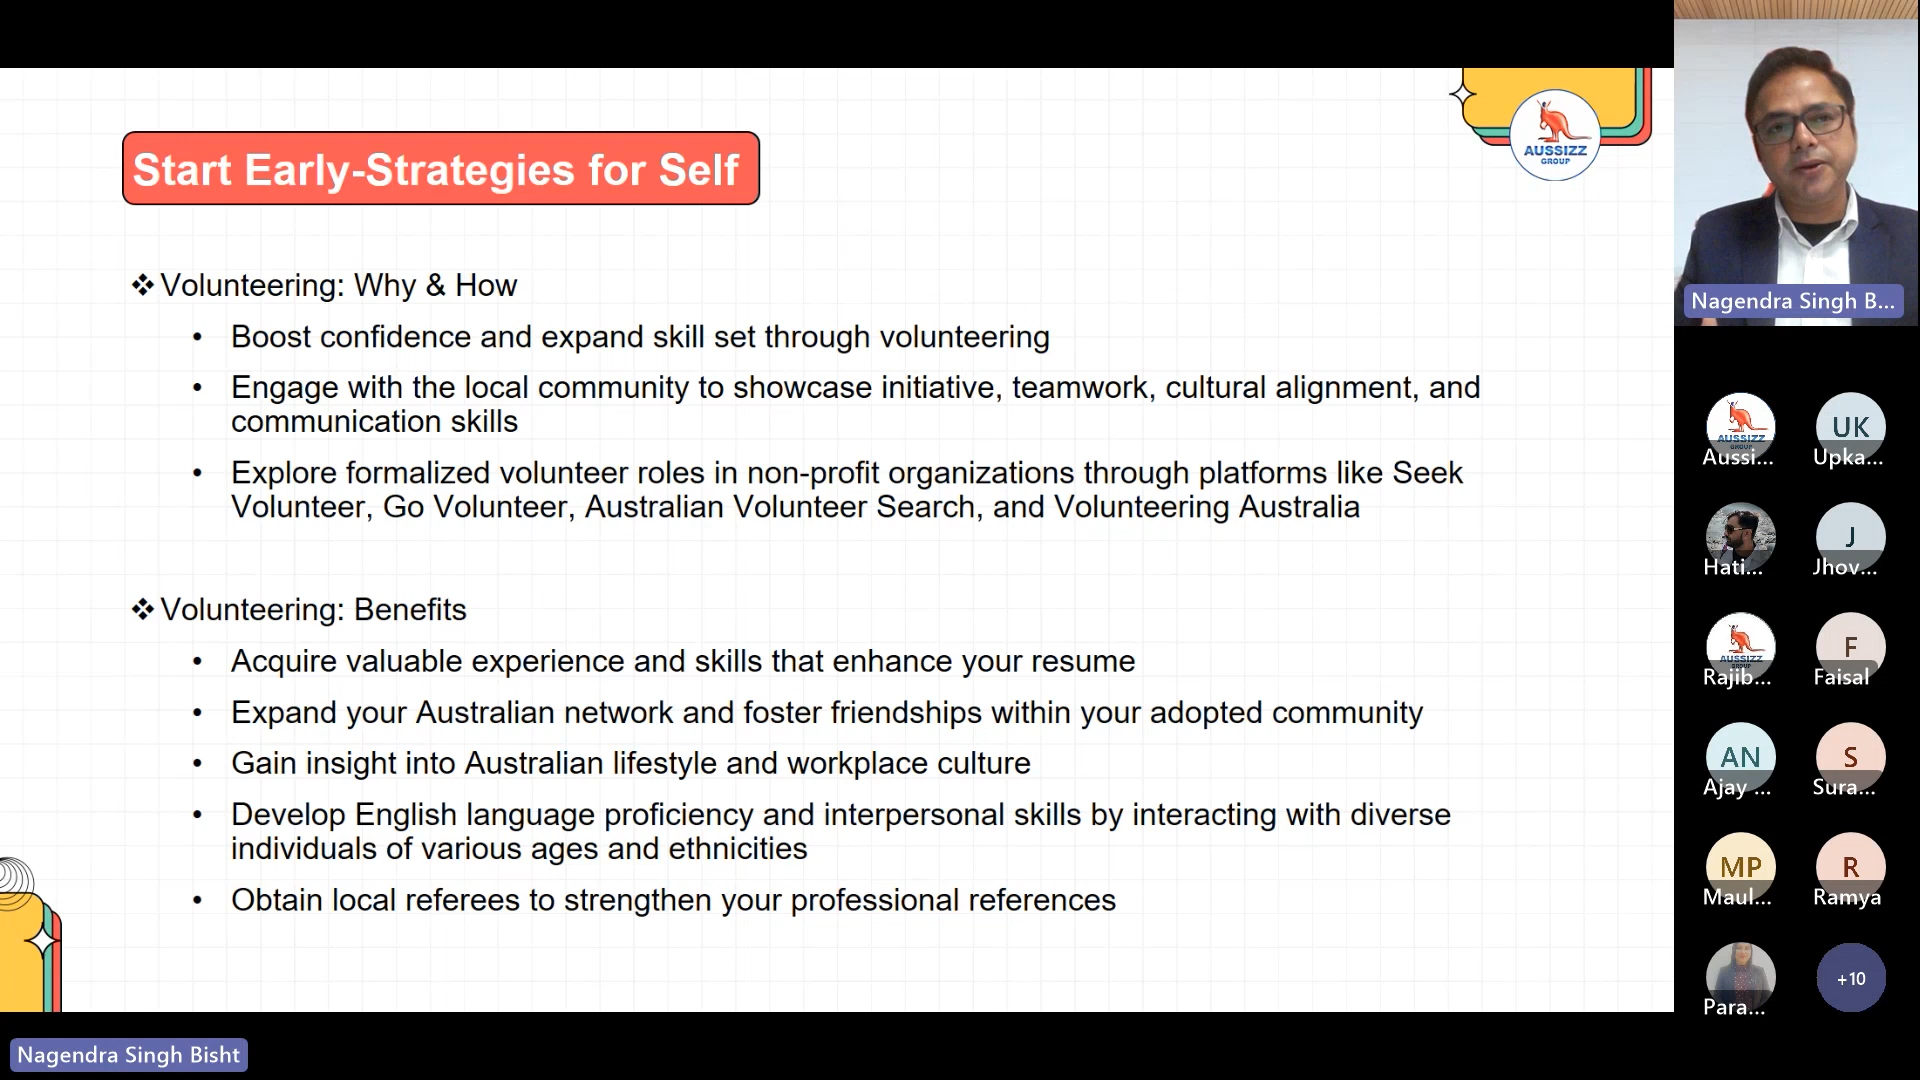 Start Early-Strategies for Self
AUSSIZZ
GROUP
❖ Volunteering: Why & How
• Boost confidence and expand skill set through volunteering
• Engage with the local community to showcase initiative, teamwork, cultural alignment, and
communication skills
• Explore formalized volunteer roles in non-profit organizations through platforms like Seek
Volunteer, Go Volunteer, Australian Volunteer Search, and Volunteering Australia
❖ Volunteering: Benefits
• Acquire valuable experience and skills that enhance your resume
• Expand your Australian network and foster friendships within your adopted community
• Gain insight into Australian lifestyle and workplace culture
• Develop English language proficiency and interpersonal skills by interacting with diverse
individuals of various ages and ethnicities
• Obtain local referees to strengthen your professional references
Nagendra Singh Bisht
Nagendra Singh B...
AUSSIZZ
GROUP
Aussi...
UK
Upka...
Hati...
J
Jhov...
AUSSIZZ
GROUP
Rajib...
F
Faisal
AN
Ajay ...
S
Sura...
MP
Maul...
R
Ramya
Para...
+10